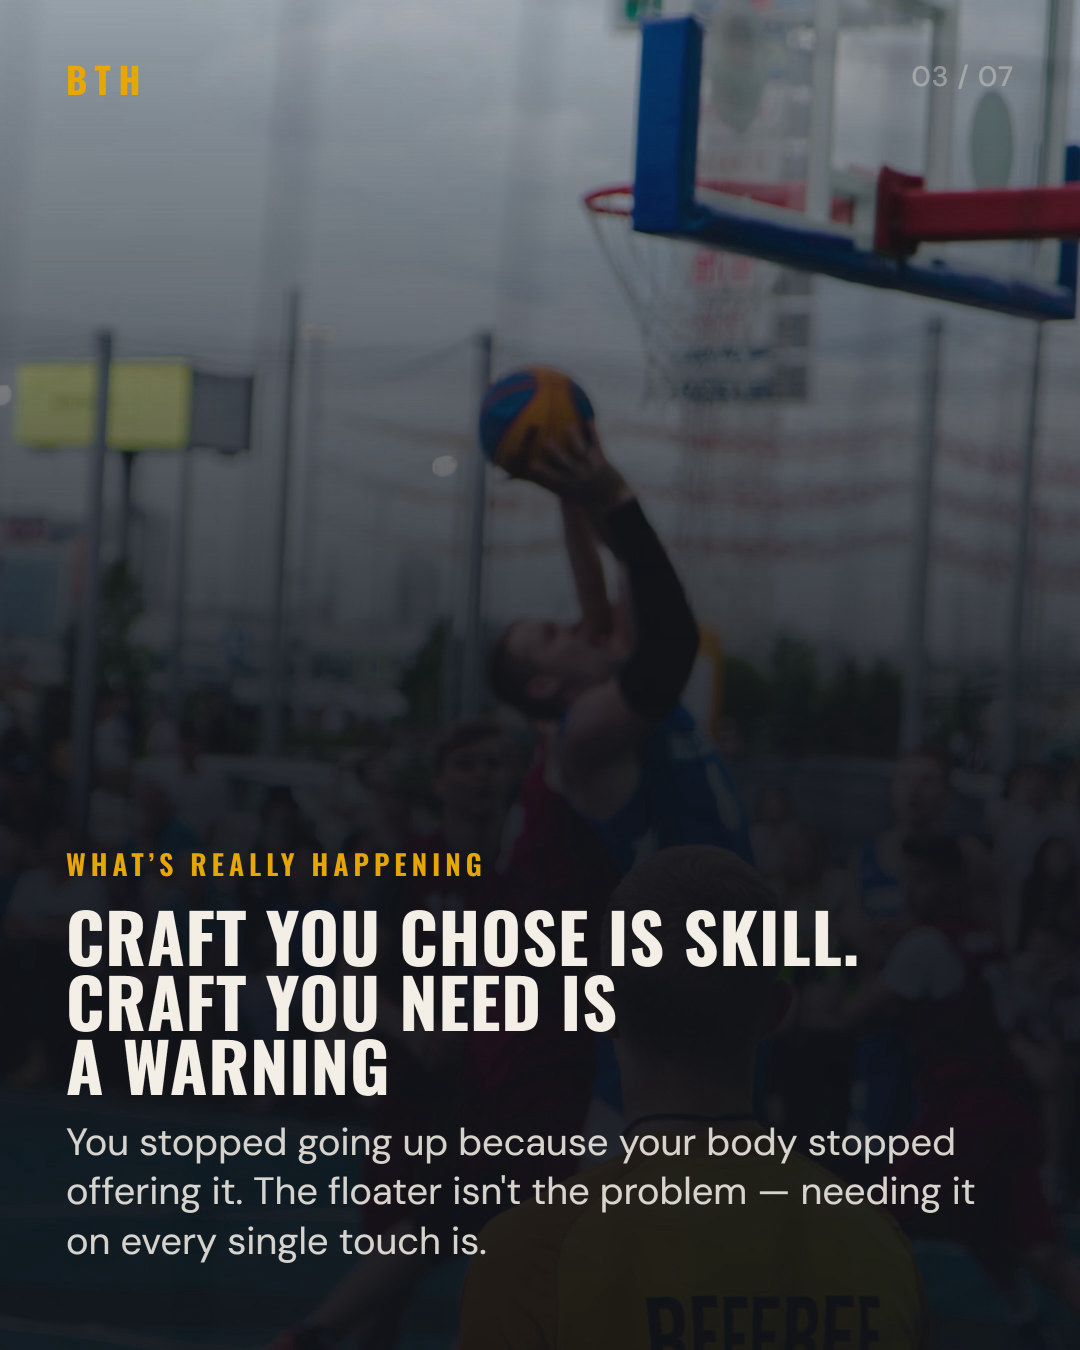 BTH
03 / 07
WHAT’S REALLY HAPPENING
CRAFT YOU CHOSE IS SKILL.
CRAFT YOU NEED IS
A WARNING
You stopped going up because your body stopped
offering it. The floater isn't the problem — needing it
on every single touch is.
REFEREE